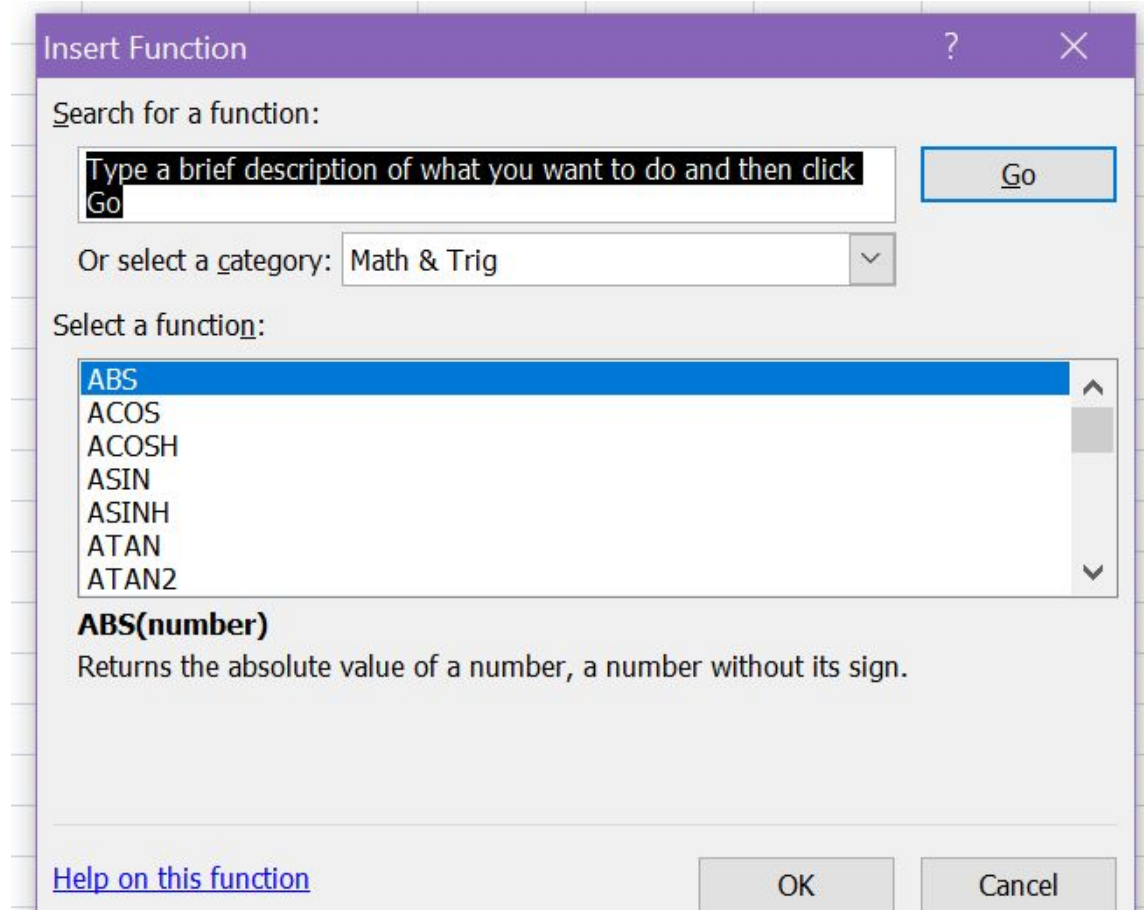 Insert Function
?
Search for a function:
Type a brief description of what you want to do and then click
Go
Go
Or select a category: Math & Trig
Select a function:
ABS
ACOS
ACOSH
ASIN
ASINH
ATAN
ATAN2
ABS(number)
Returns the absolute value of a number, a number without its sign.
Help on this function
OK
Cancel